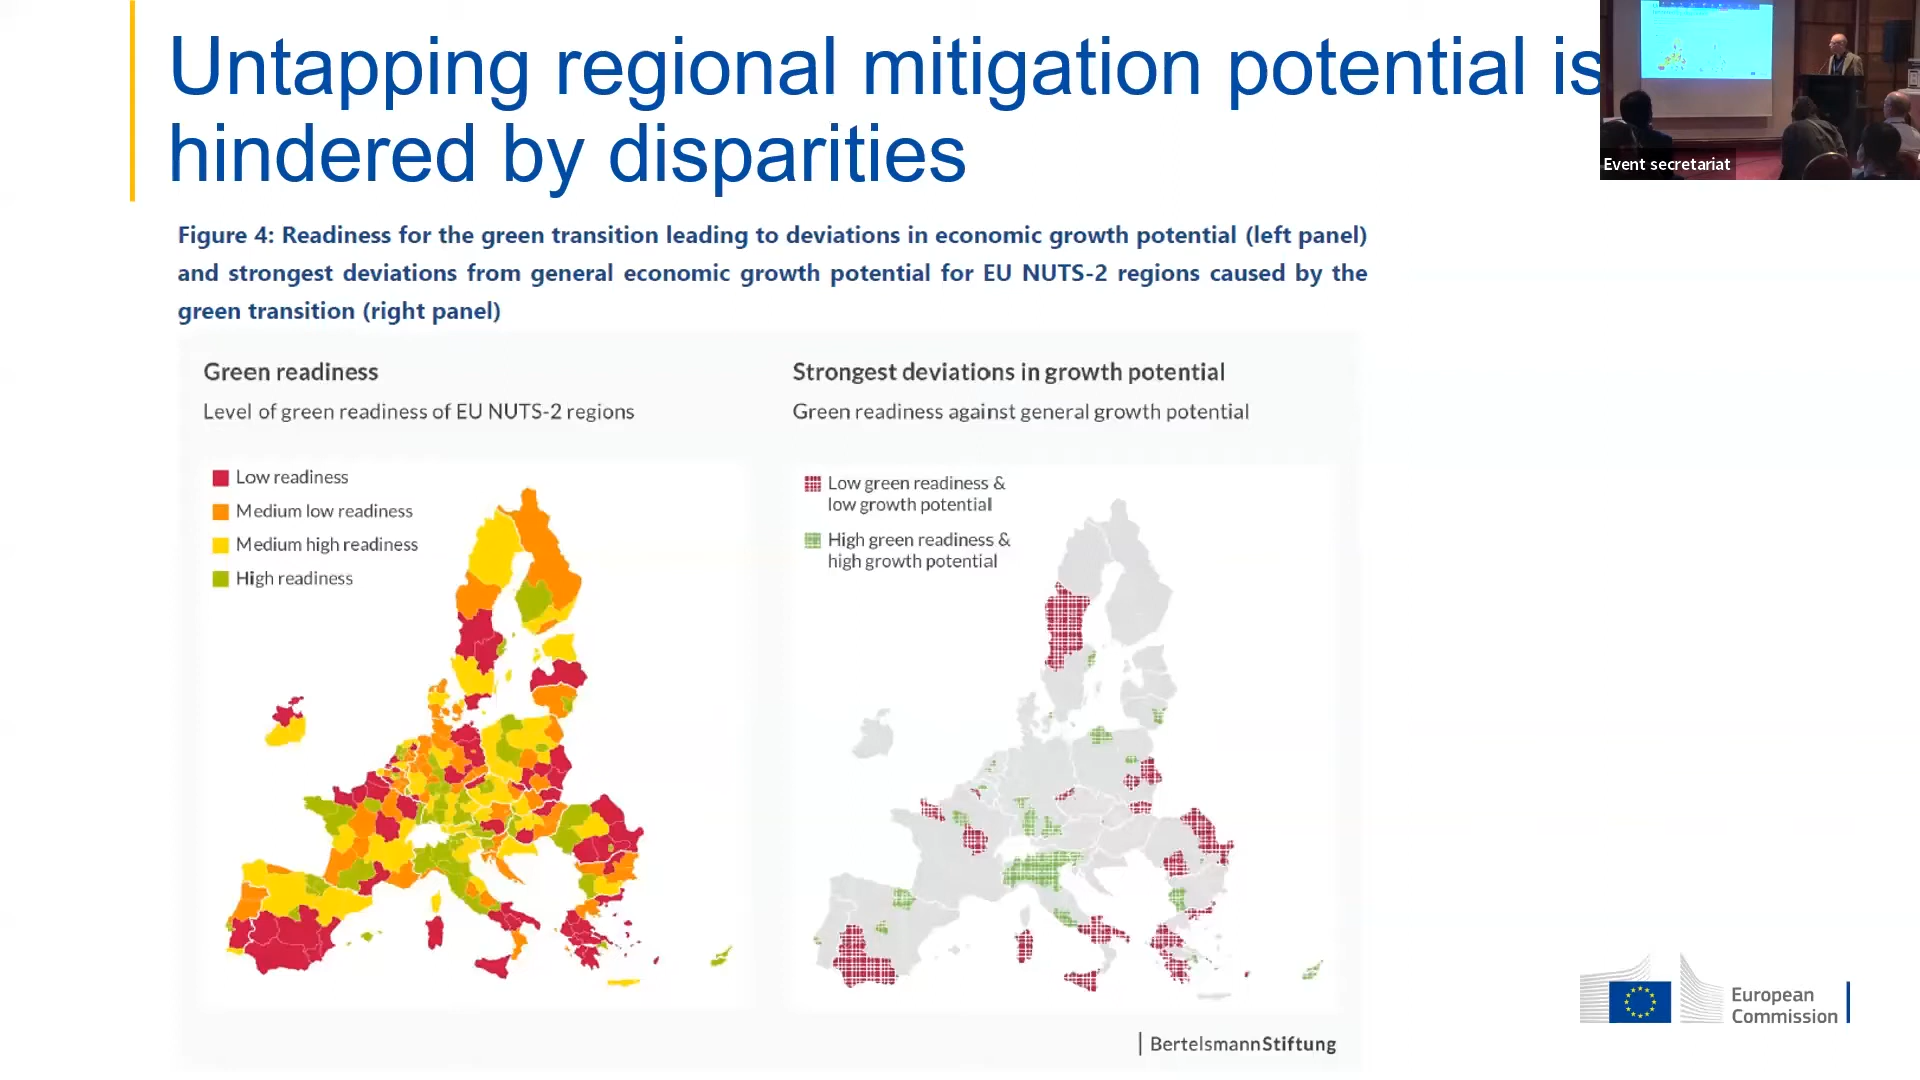 Untapping regional mitigation potential is
hindered by disparities
Event secretariat
Figure 4: Readiness for the green transition leading to deviations in economic growth potential (left panel)
and strongest deviations from general economic growth potential for EU NUTS-2 regions caused by the
green transition (right panel)
Green readiness
Level of green readiness of EU NUTS-2 regions
Low readiness
Medium low readiness
Medium high readiness
High readiness
Strongest deviations in growth potential
Green readiness against general growth potential
Low green readiness &
low growth potential
High green readiness &
high growth potential
BertelsmannStiftung
European
Commission